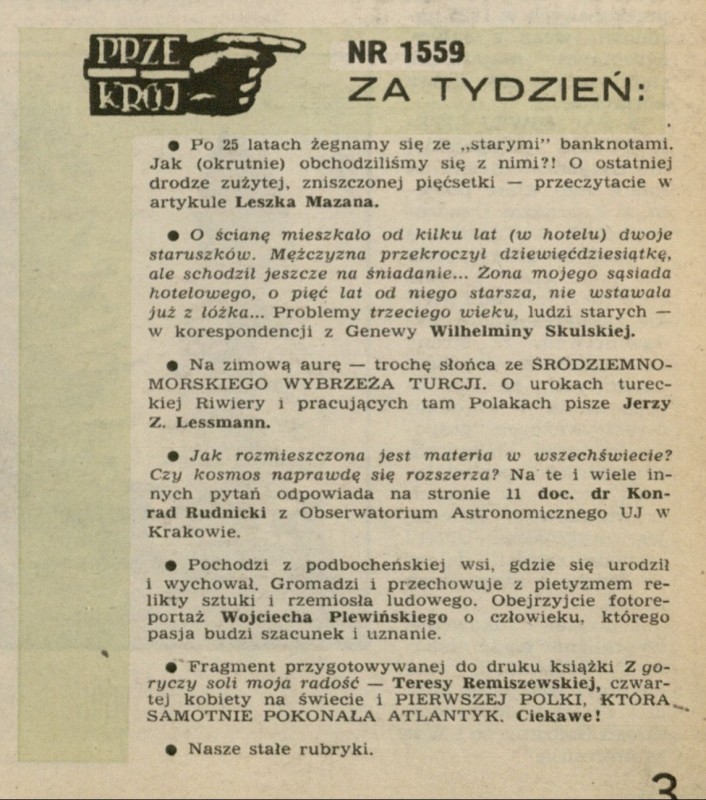 PRZE
KRÓJ
NR 1559
ZA TYDZIEŃ:
● Po 25 latach żegnamy się ze „starymi” banknotami.
Jak (okrutnie) obchodziliśmy się z nimi?! O ostatniej
drodze zużytej, zniszczonej pięćsetki — przeczytacie w
artykule Leszka Mazana.
● O ścianę mieszkało od kilku lat (w hotelu) dwoje
staruszków. Mężczyzna przekroczył dziewięćdziesiątkę,
ale schodził jeszcze na śniadanie... Żona mojego sąsiada
hotelowego, o pięć lat od niego starsza, nie wstawała
już z łóżka... Problemy trzeciego wieku, ludzi starych —
w korespondencji z Genewy Wilhelminy Skulskiej.
● Na zimową aurę — trochę słońca ze ŚRÓDZIEMNO-
MORSKIEGO WYBRZEŻA TURCJI. O urokach turec-
kiej Riwiery i pracujących tam Polakach pisze Jerzy
Z. Lessmann.
● Jak rozmieszczona jest materia w wszechświecie?
Czy kosmos naprawdę się rozszerza? Na te i wiele in-
nych pytań odpowiada na stronie 11 doc. dr Kon-
rad Rudnicki z Obserwatorium Astronomicznego UJ w
Krakowie.
● Pochodzi z podbocheńskiej wsi, gdzie się urodził
i wychował. Gromadzi i przechowuje z pietyzmem re-
likty sztuki i rzemiosła ludowego. Obejrzyjcie fotore-
portaż Wojciecha Plewińskiego o człowieku, którego
pasja budzi szacunek i uznanie.
● Fragment przygotowywanej do druku książki Z go-
ryczy soli moja radość — Teresy Remiszewskiej, czwar-
tej kobiety na świecie i PIERWSZEJ POLKI, KTÓRA
SAMOTNIE POKONAŁA ATLANTYK. Ciekawe!
● Nasze stałe rubryki.
3